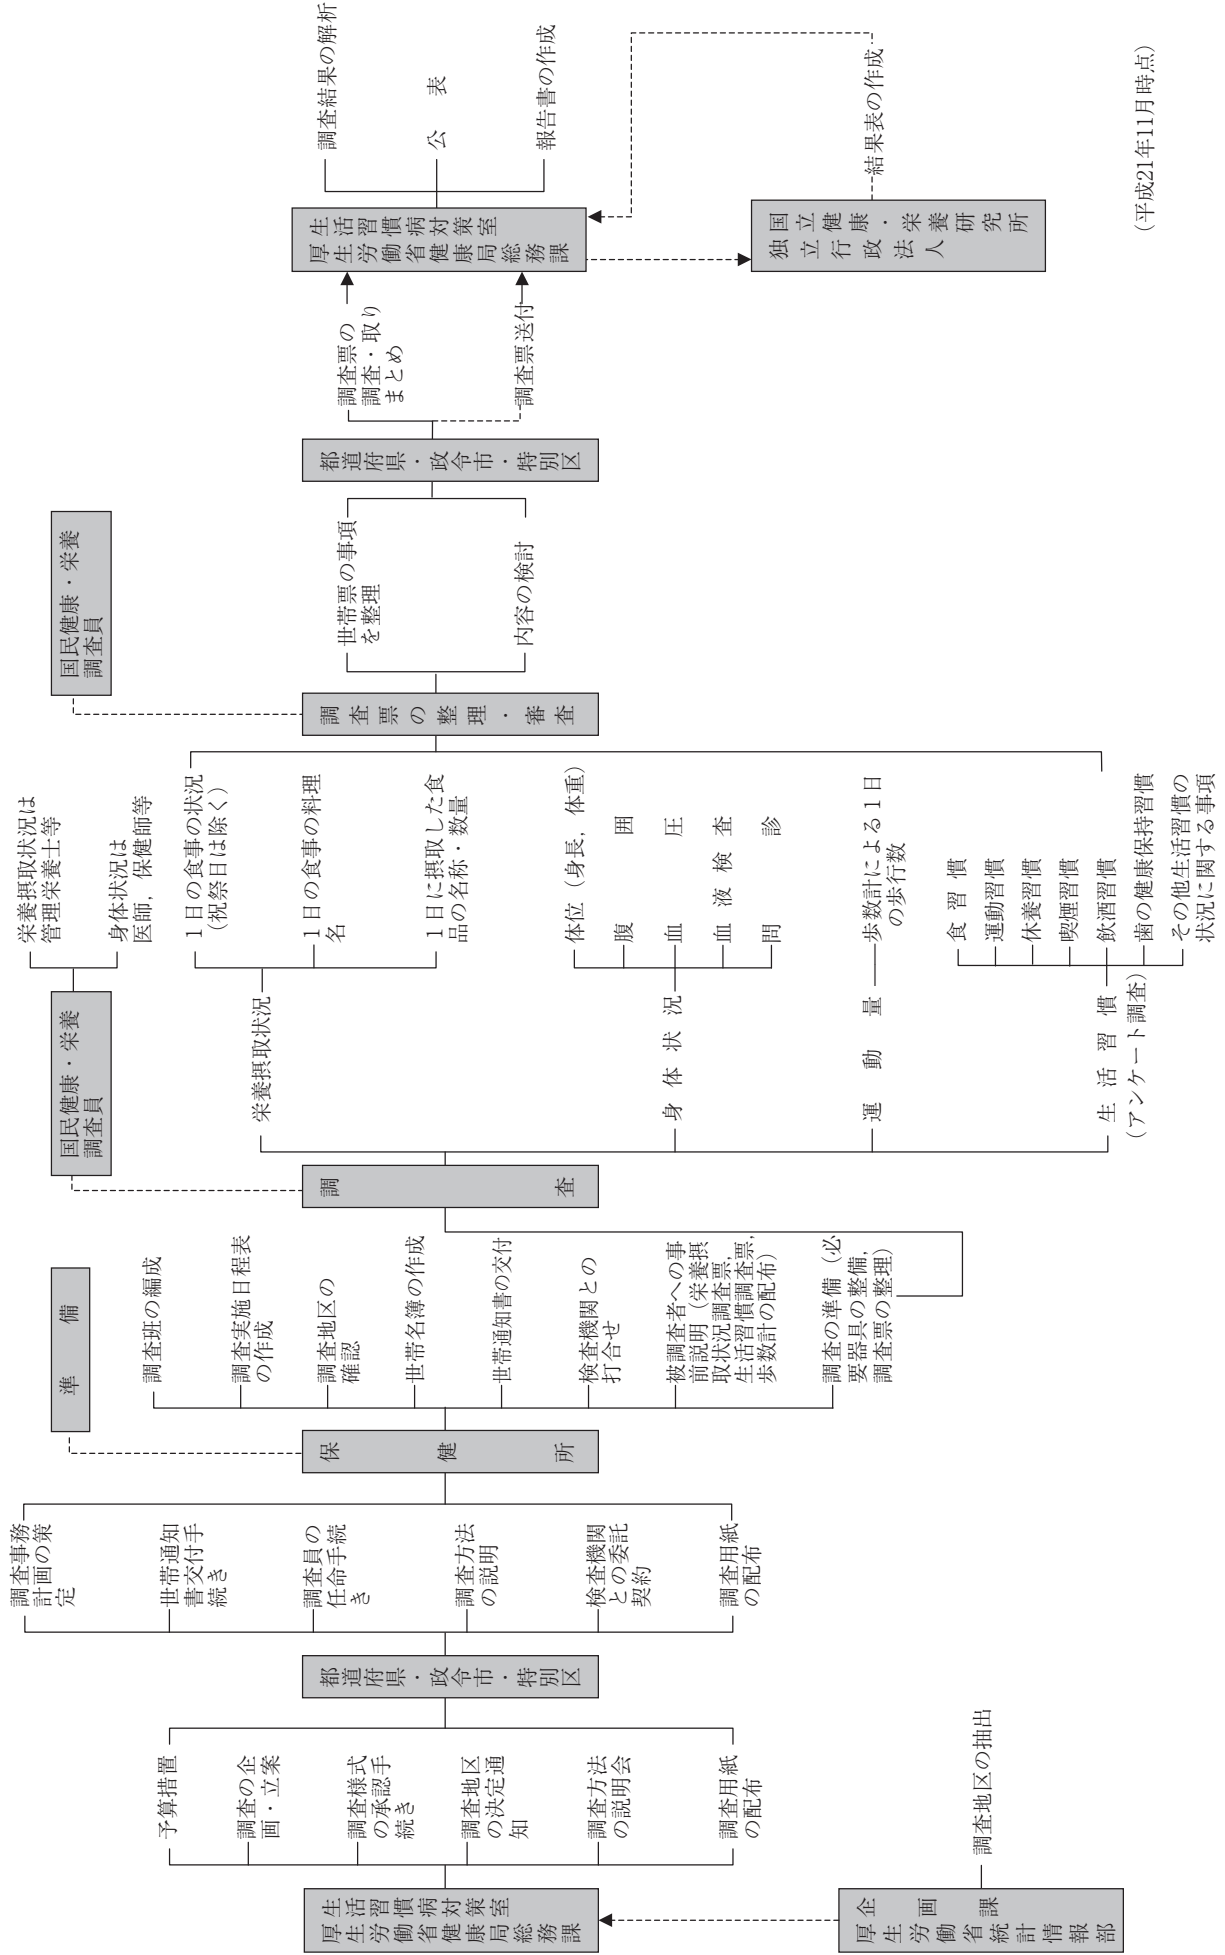 厚生労働省健康局総務課
生活習慣病対策室
厚生労働省統計情報部
企画課
調査地区の抽出
予算措置
調査の企
画・立案
調査様式
の承認手
続き
調査地区
の決定通
知
調査方法
の説明会
調査用紙
の配布
都道府県・政令市・特別区
調査事務
計画の策
定
世帯通知
書交付手
続き
調査員の
任命手続
き
調査方法
の説明
検査機関
との委託
契約
調査用紙
の配布
準備
保健所
調査班の編成
調査実施日程表
の作成
調査地区の
確認
世帯名簿の作成
世帯通知書の交付
検査機関との
打合せ
被調査者への事
前説明(栄養摂
取状況調査票,
生活習慣調査票,
歩数計の配布)
調査の準備(必
要器具の整備,
調査票の整理)
国民健康・栄養
調査員
栄養摂取状況は
管理栄養士等
身体状況は
医師,保健師等
調査
栄養摂取状況
1日の食事の状況
(祝祭日は除く)
1日の食事の料理
名
1日に摂取した食
品の名称・数量
身体状況
体位(身長,体重)
腹囲
血圧
血液検査
問診
運動量
歩数計による1日
の歩行数
生活習慣
(アンケート調査)
食習慣
運動習慣
休養習慣
喫煙習慣
飲酒習慣
歯の健康保持習慣
その他生活習慣の
状況に関する事項
国民健康・栄養
調査員
調査票の整理・審査
世帯票の事項
を整理
内容の検討
都道府県・政令市・特別区
調査票の
調査・取り
まとめ
調査票送付
厚生労働省健康局総務課
生活習慣病対策室
調査結果の解析
公表
報告書の作成
独立行政法人
国立健康・栄養研究所
結果表の作成
(平成21年11月時点)